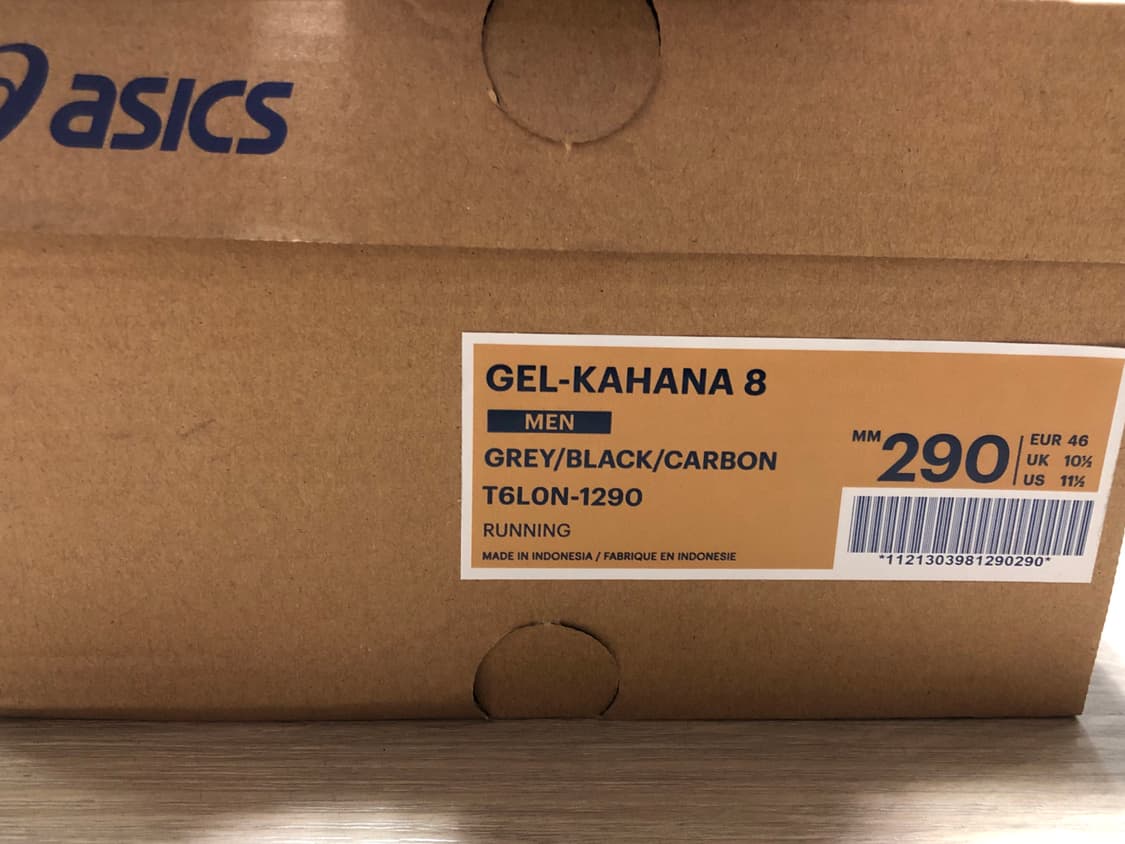 asics
GEL-KAHANA 8
MEN
GREY/BLACK/CARBON
T6L0N-1290
RUNNING
MADE IN INDONESIA / FABRIQUE EN INDONESIE
MM 290
EUR 46
UK 10½
US 11½
*1121303981290290*